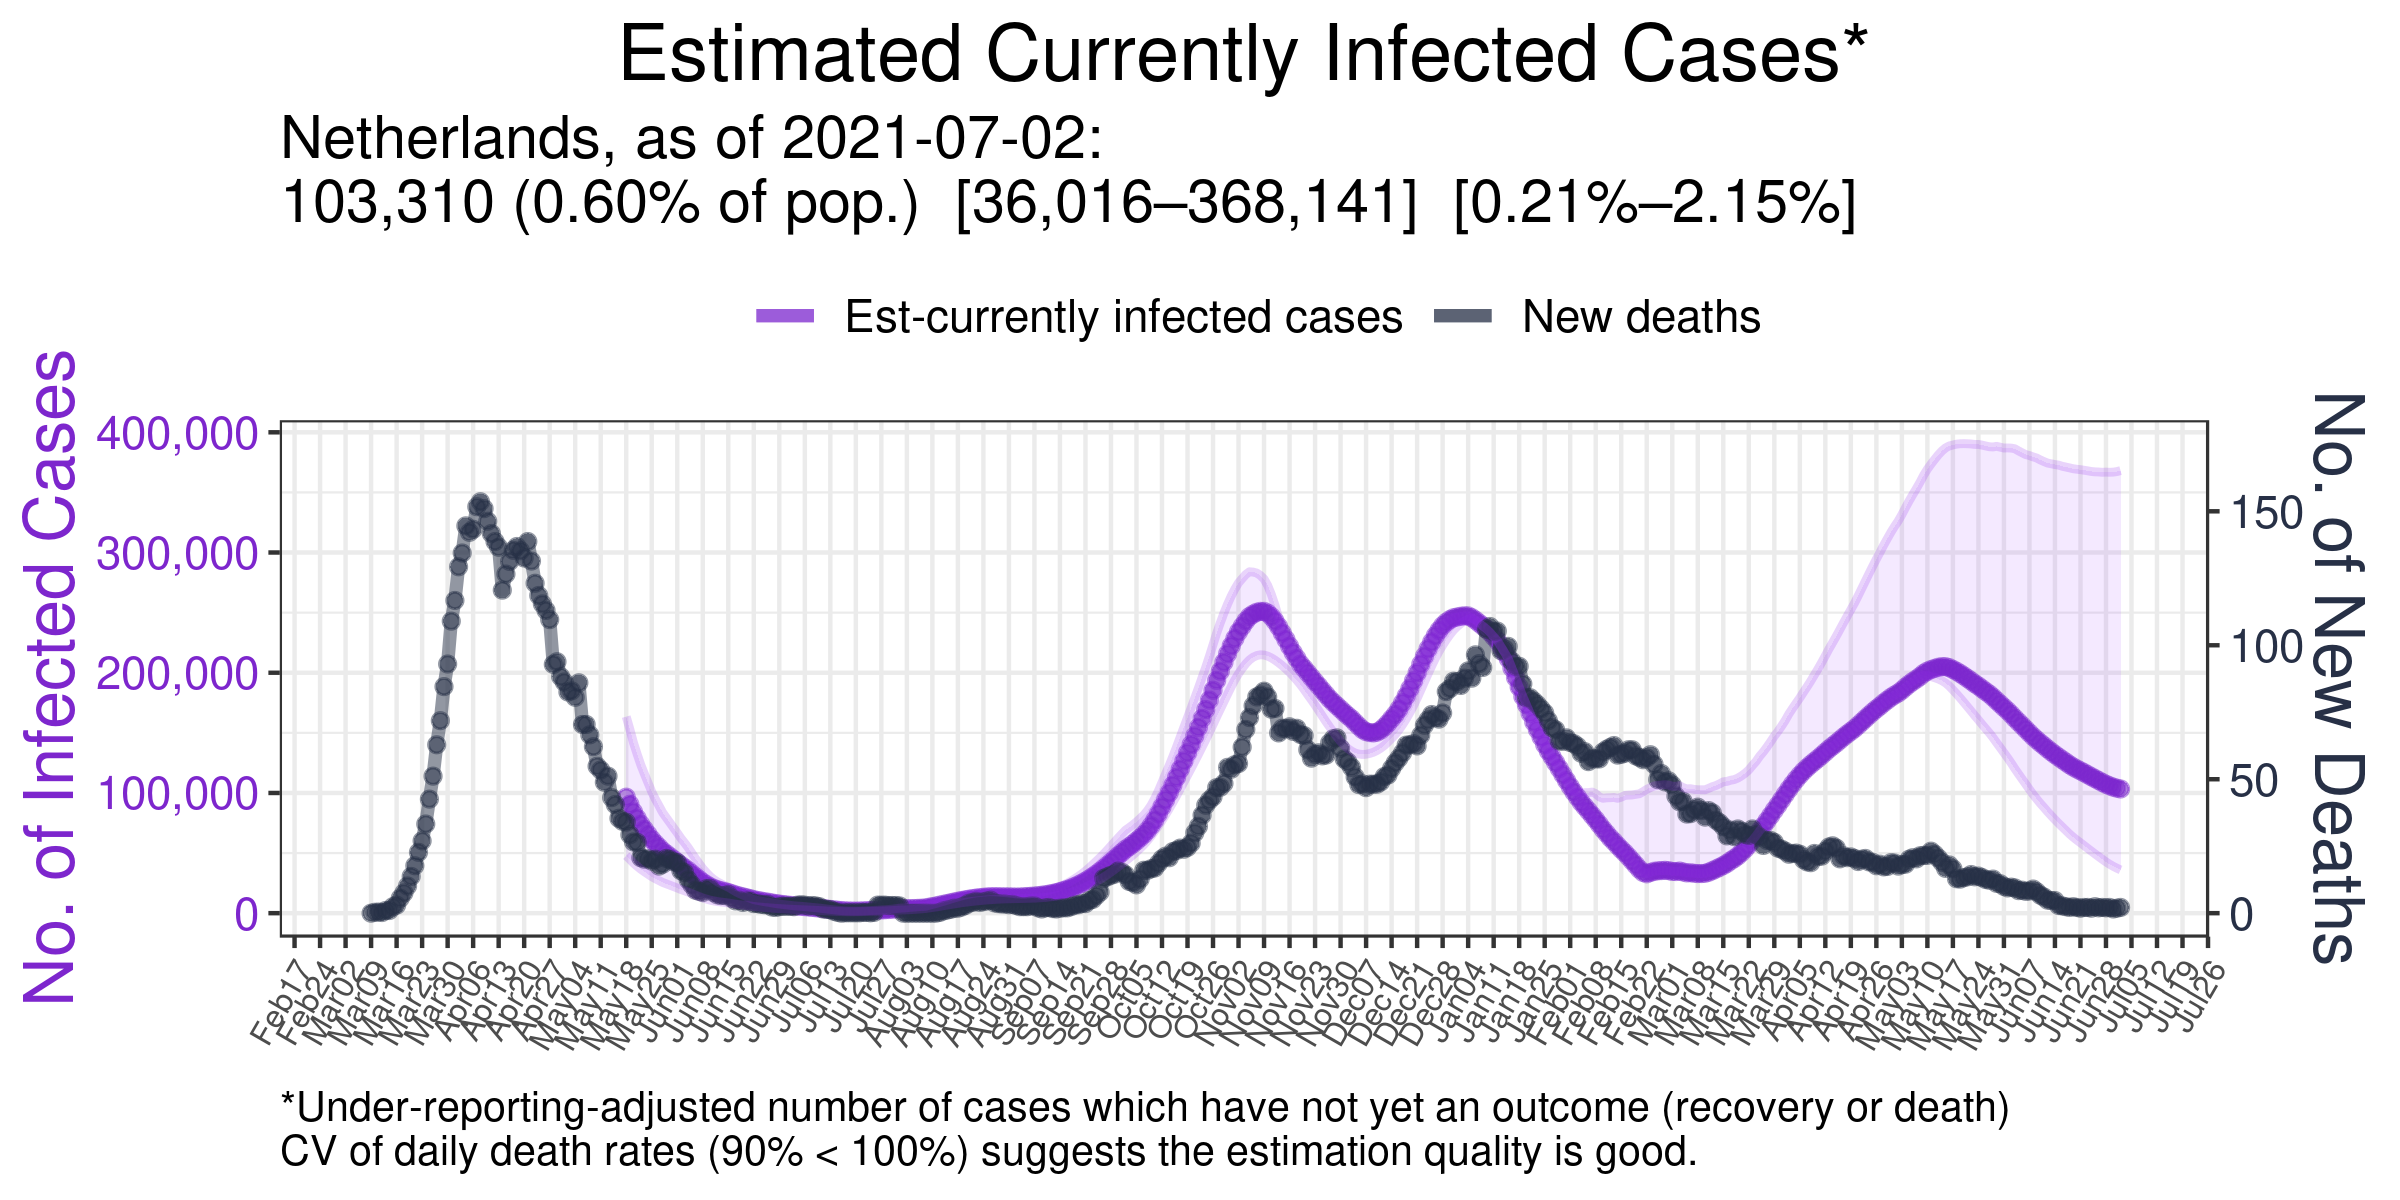 Estimated Currently Infected Cases*
Netherlands, as of 2021-07-02:
103,310 (0.60% of pop.) [36,016–368,141] [0.21%–2.15%]
Est-currently infected cases
New deaths
No. of Infected Cases
400,000
300,000
200,000
100,000
0
No. of New Deaths
150
100
50
0
Feb17
Feb24
Mar02
Mar09
Mar16
Mar23
Mar30
Apr06
Apr13
Apr20
Apr27
May04
May11
May18
May25
Jun01
Jun08
Jun15
Jun22
Jun29
Jul06
Jul13
Jul20
Jul27
Aug03
Aug10
Aug17
Aug24
Aug31
Sep07
Sep14
Sep21
Sep28
Oct05
Oct12
Oct19
Oct26
Nov02
Nov09
Nov16
Nov23
Nov30
Dec07
Dec14
Dec21
Dec28
Jan04
Jan11
Jan18
Jan25
Feb01
Feb08
Feb15
Feb22
Mar01
Mar08
Mar15
Mar22
Mar29
Apr05
Apr12
Apr19
Apr26
May03
May10
May17
May24
May31
Jun07
Jun14
Jun21
Jun28
Jul05
Jul12
Jul19
Jul26
*Under-reporting-adjusted number of cases which have not yet an outcome (recovery or death)
CV of daily death rates (90% < 100%) suggests the estimation quality is good.